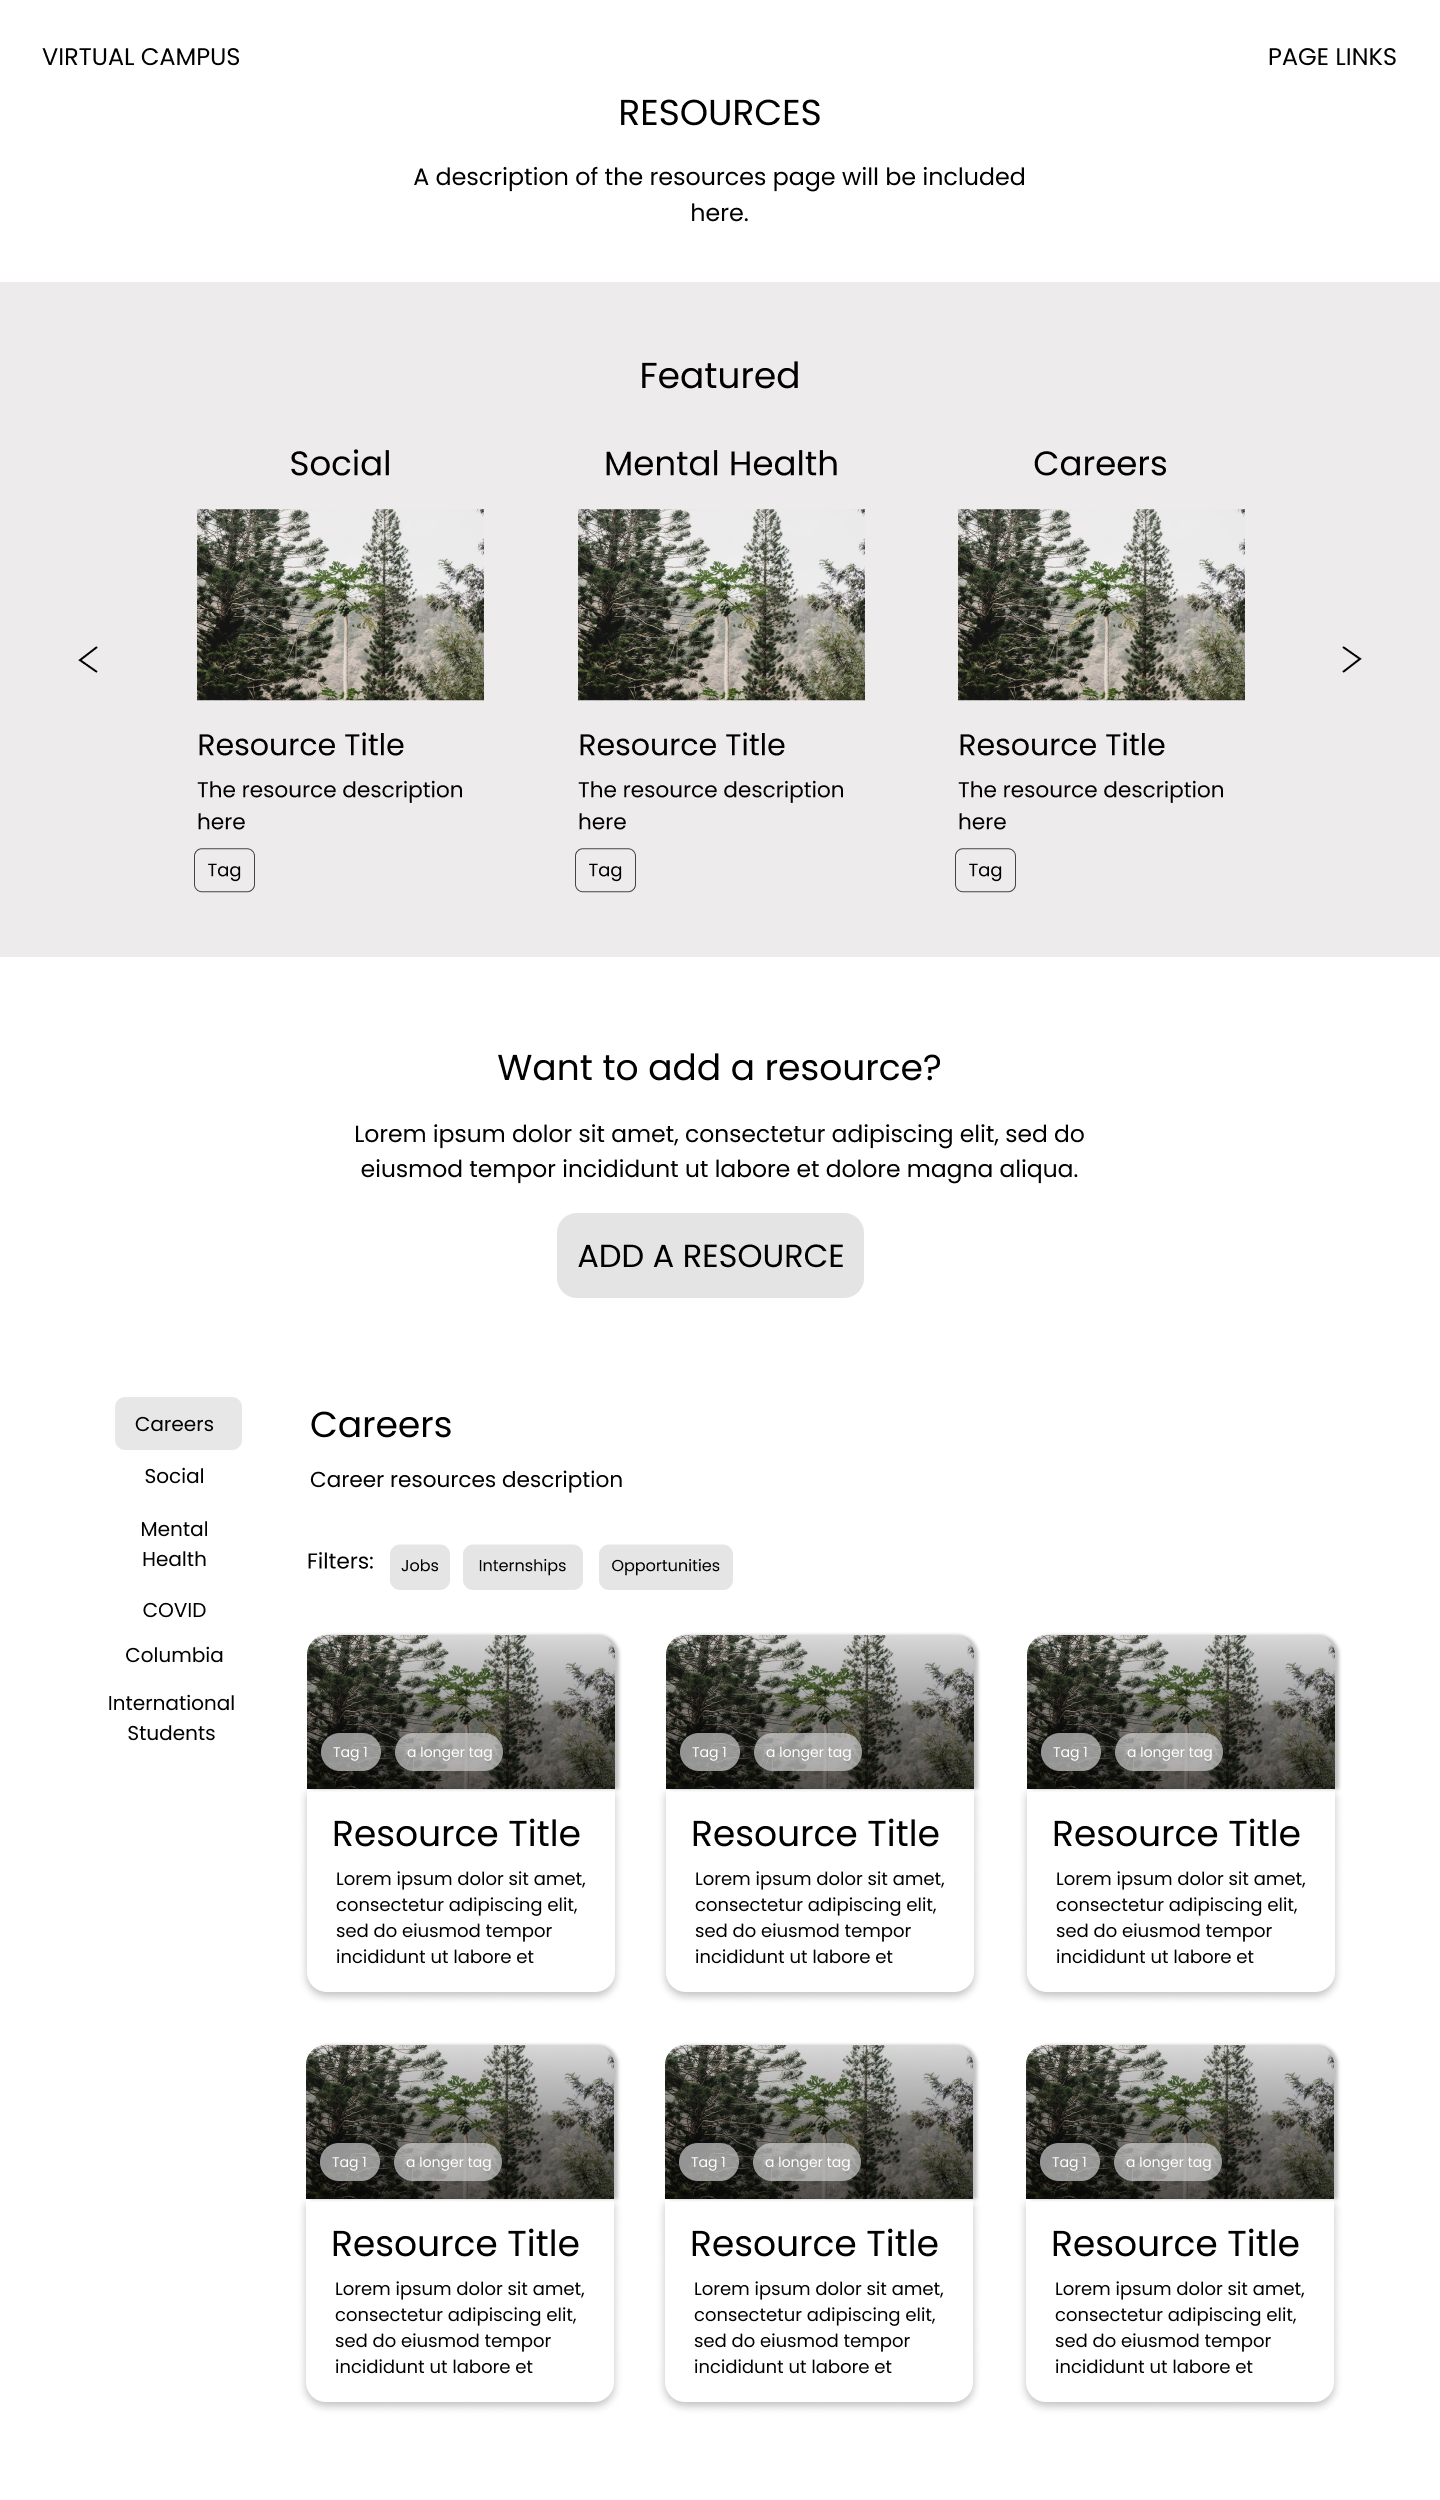 VIRTUAL CAMPUS
PAGE LINKS
RESOURCES
A description of the resources page will be included
here.
Featured
Social
Mental Health
Careers
<
>
Resource Title
The resource description
here
Tag
Resource Title
The resource description
here
Tag
Resource Title
The resource description
here
Tag
Want to add a resource?
Lorem ipsum dolor sit amet, consectetur adipiscing elit, sed do
eiusmod tempor incididunt ut labore et dolore magna aliqua.
ADD A RESOURCE
Careers
Social
Mental
Health
COVID
Columbia
International
Students
Careers
Career resources description
Filters:
Jobs
Internships
Opportunities
Tag 1
a longer tag
Resource Title
Lorem ipsum dolor sit amet,
consectetur adipiscing elit,
sed do eiusmod tempor
incididunt ut labore et
Tag 1
a longer tag
Resource Title
Lorem ipsum dolor sit amet,
consectetur adipiscing elit,
sed do eiusmod tempor
incididunt ut labore et
Tag 1
a longer tag
Resource Title
Lorem ipsum dolor sit amet,
consectetur adipiscing elit,
sed do eiusmod tempor
incididunt ut labore et
Tag 1
a longer tag
Resource Title
Lorem ipsum dolor sit amet,
consectetur adipiscing elit,
sed do eiusmod tempor
incididunt ut labore et
Tag 1
a longer tag
Resource Title
Lorem ipsum dolor sit amet,
consectetur adipiscing elit,
sed do eiusmod tempor
incididunt ut labore et
Tag 1
a longer tag
Resource Title
Lorem ipsum dolor sit amet,
consectetur adipiscing elit,
sed do eiusmod tempor
incididunt ut labore et